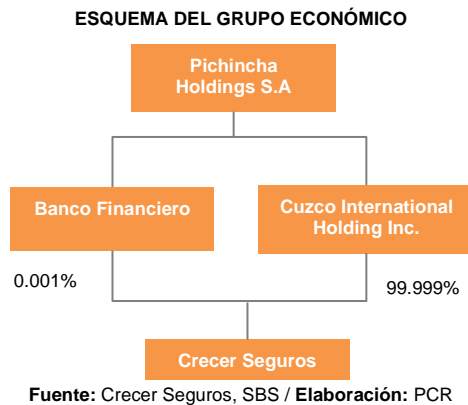 ESQUEMA DEL GRUPO ECONÓMICO
Pichincha
Holdings S.A
Banco Financiero
Cuzco International
Holding Inc.
0.001%
99.999%
Crecer Seguros
Fuente: Crecer Seguros, SBS / Elaboración: PCR